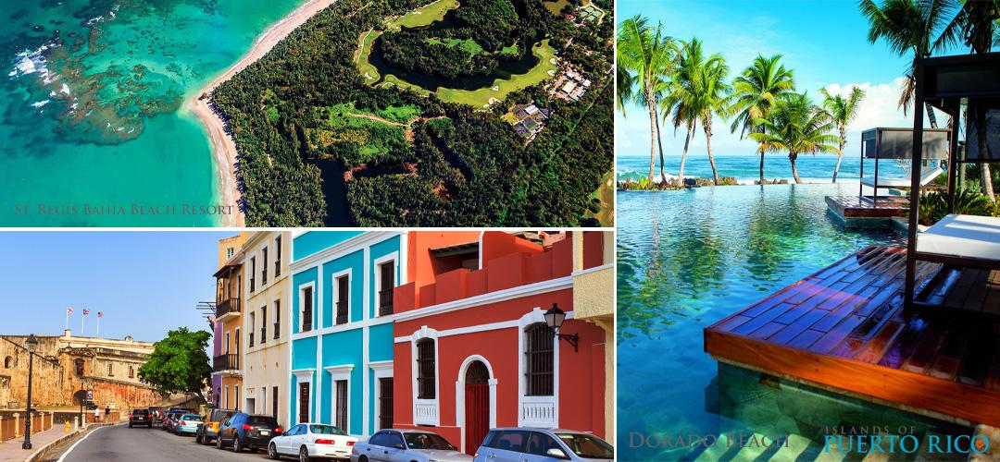 St. Regis Bahia Beach Resort
Dorado Beach
ISLANDS OF
PUERTO RICO